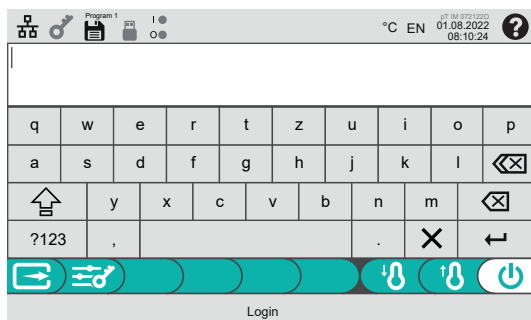 Program 1
I
O
°C EN
pT IM 072122O
01.08.2022
08:10:24
?
q w e r t z u i o p
a s d f g h j k l
y x c v b n m
?123 , .
Login